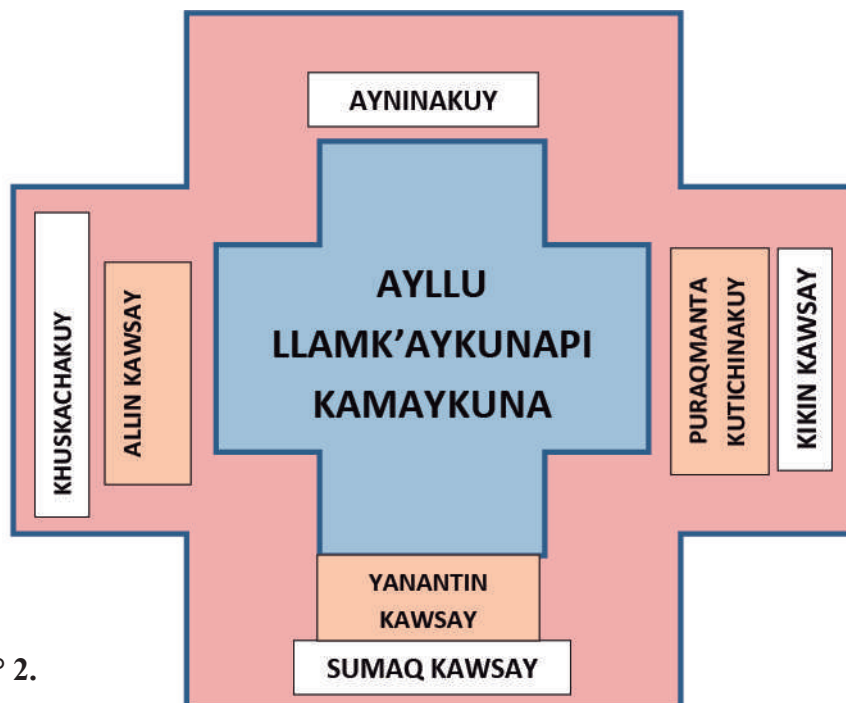 AYNINAKUY
AYLLU
LLAMK'AYKUNAPI
KAMAYKUNA
KHUSKACHAKUY
ALLIN KAWSAY
PURAQMANTA
KUTICHINAKUY
KIKIN KAWSAY
YANANTIN
KAWSAY
SUMAQ KAWSAY
° 2.